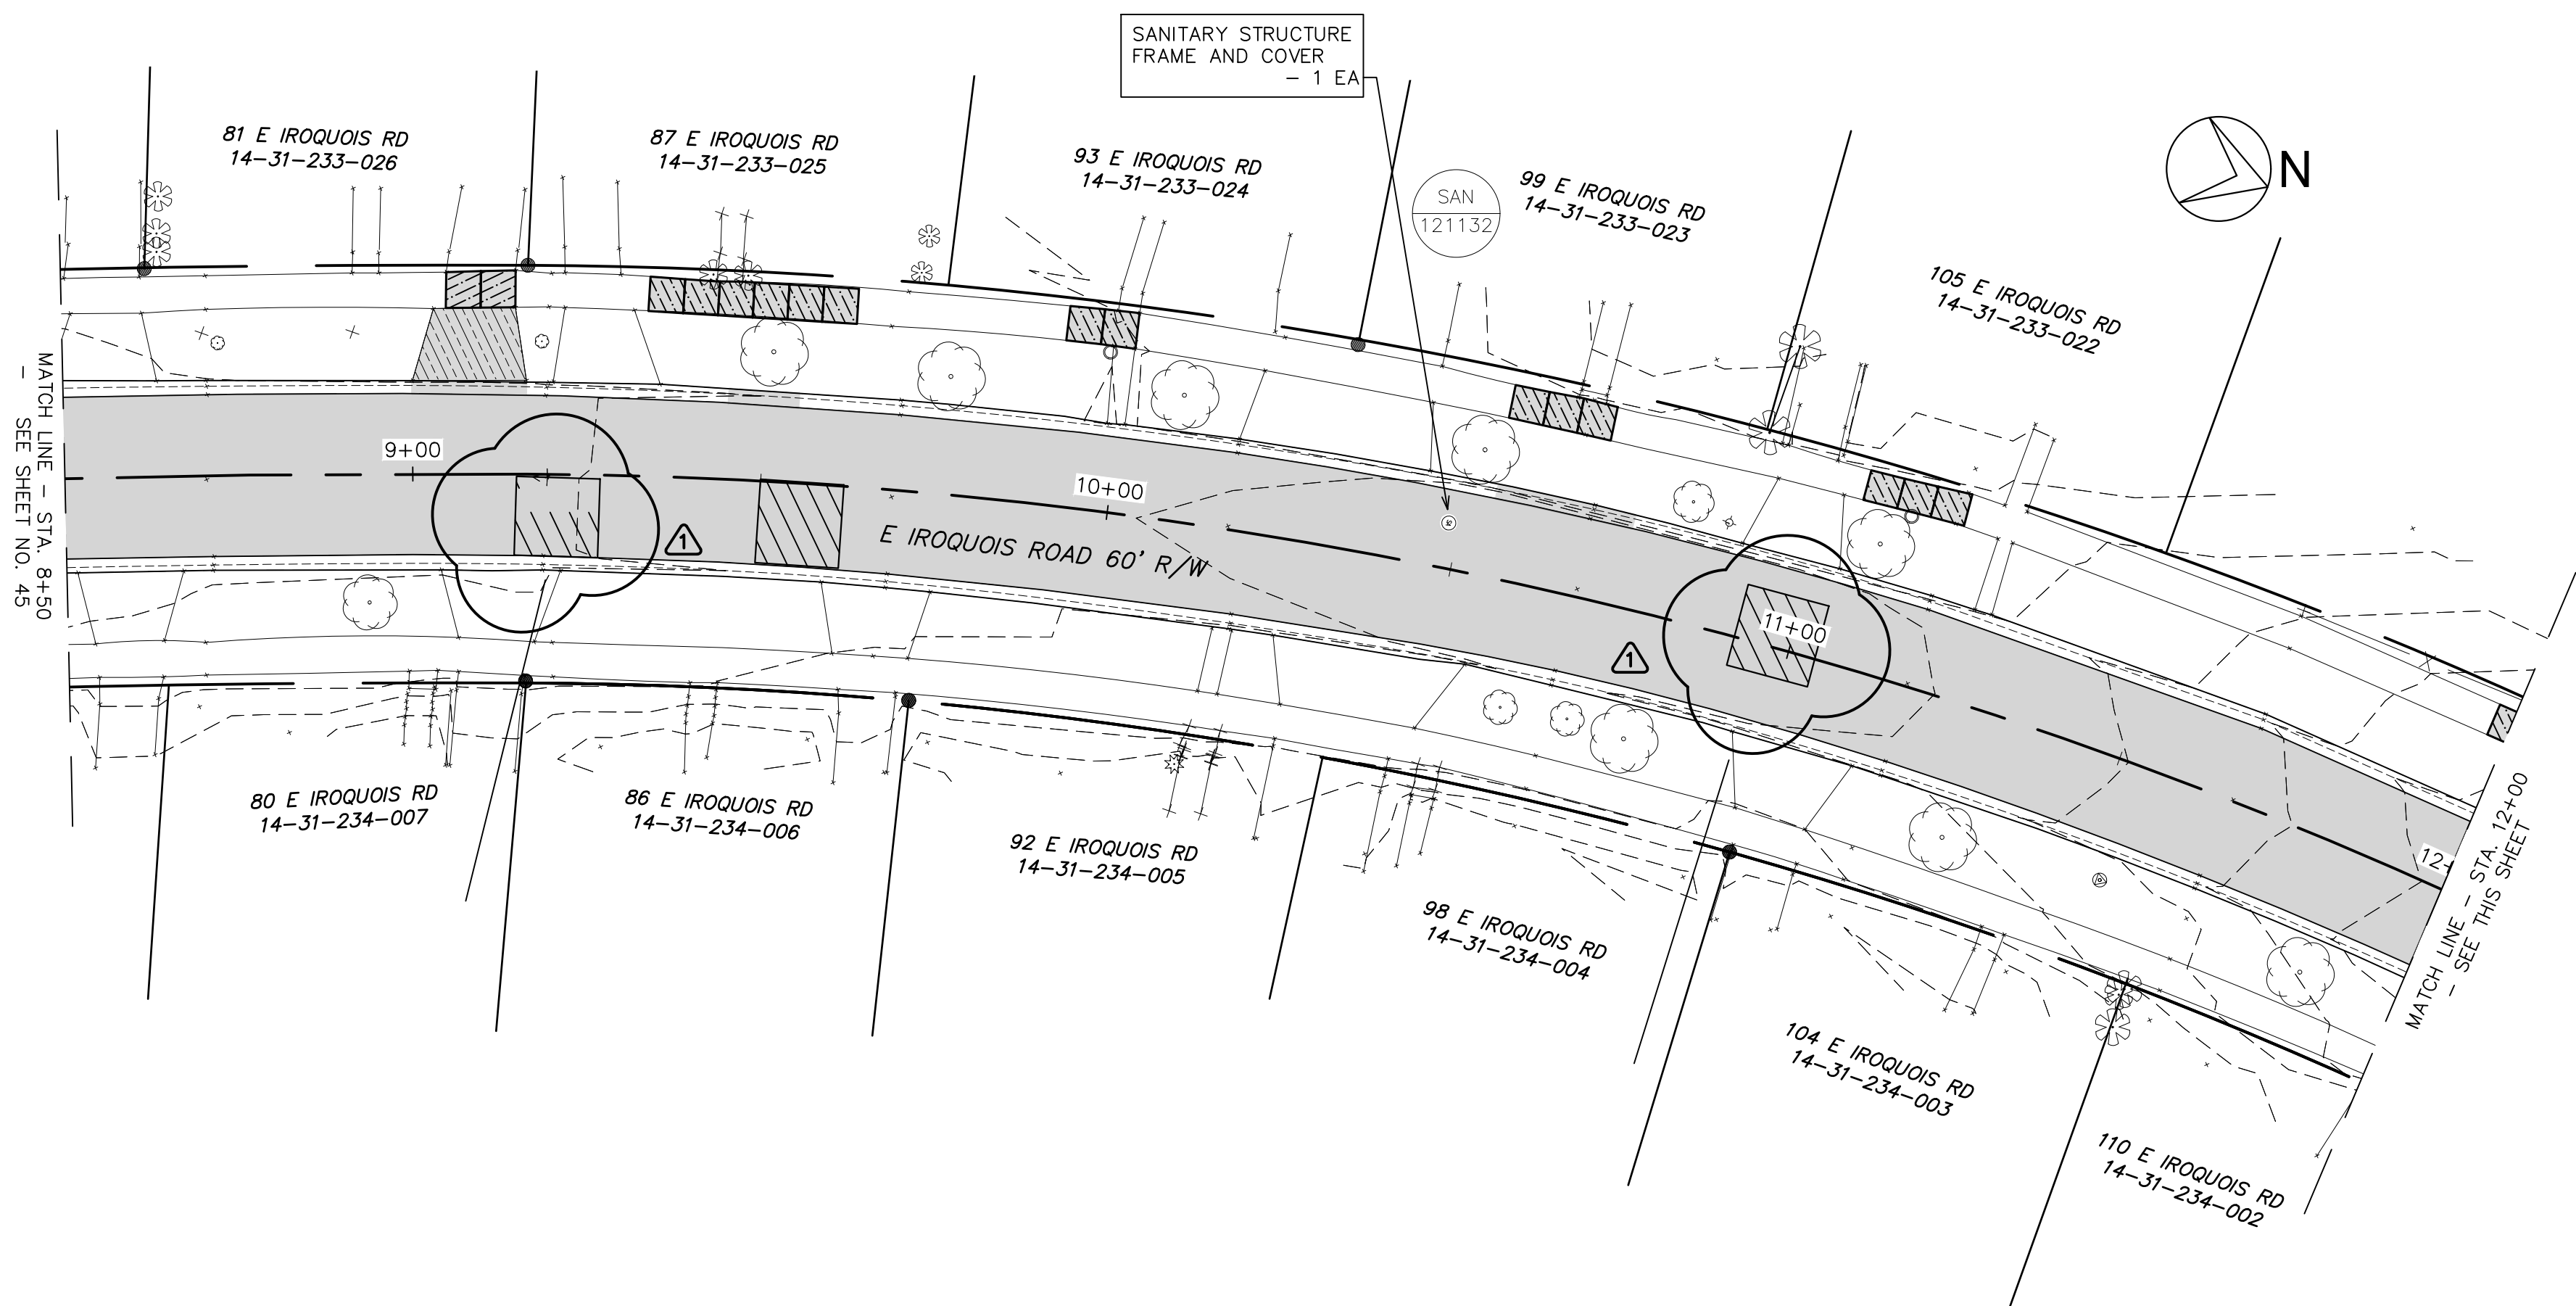 SANITARY STRUCTURE
FRAME AND COVER
- 1 EA
81 E IROQUOIS RD
14-31-233-026
87 E IROQUOIS RD
14-31-233-025
93 E IROQUOIS RD
14-31-233-024
SAN
121132
99 E IROQUOIS RD
14-31-233-023
105 E IROQUOIS RD
14-31-233-022
N
MATCH LINE - STA. 8+50
- SEE SHEET NO. 45
9+00
1
10+00
E IROQUOIS ROAD 60' R/W
1
11+00
12+
MATCH LINE - STA. 12+00
- SEE THIS SHEET
80 E IROQUOIS RD
14-31-234-007
86 E IROQUOIS RD
14-31-234-006
92 E IROQUOIS RD
14-31-234-005
98 E IROQUOIS RD
14-31-234-004
104 E IROQUOIS RD
14-31-234-003
110 E IROQUOIS RD
14-31-234-002